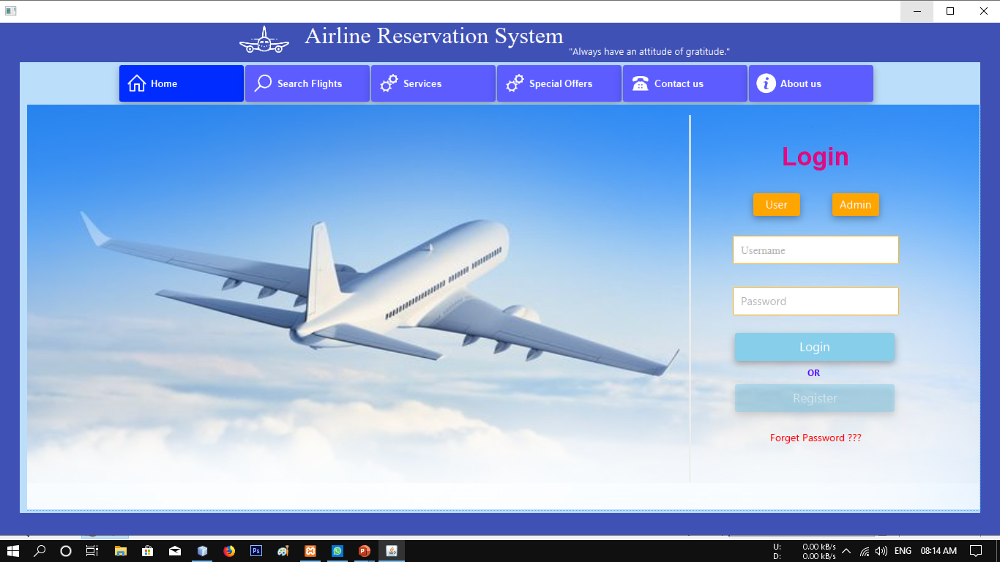 Airline Reservation System
"Always have an attitude of gratitude."
Home
Search Flights
Services
Special Offers
Contact us
About us
Login
User
Admin
Username
Password
Login
OR
Register
Forget Password ???
Ps
U: 0.00 kB/s
D: 0.00 kB/s
ENG
08:14 AM